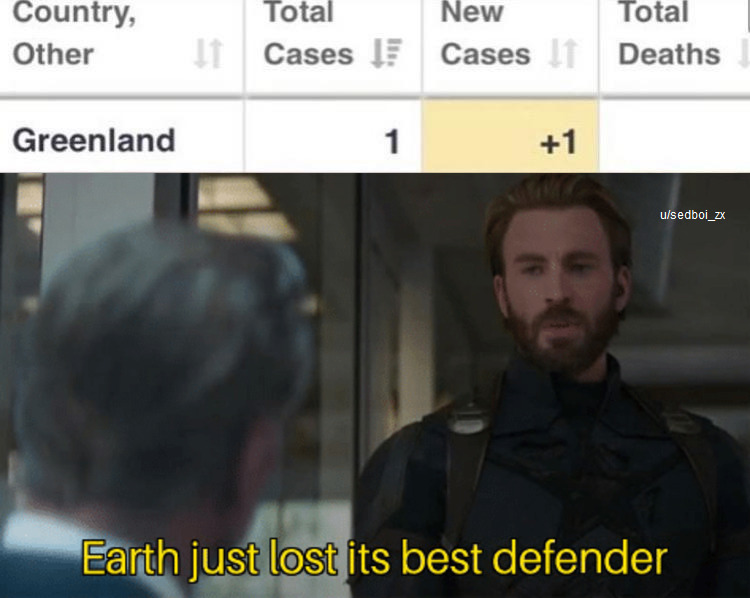 Country, Total New Total
Other Cases Cases Deaths
Greenland 1 +1
u/sedboi_zx
Earth just lost its best defender